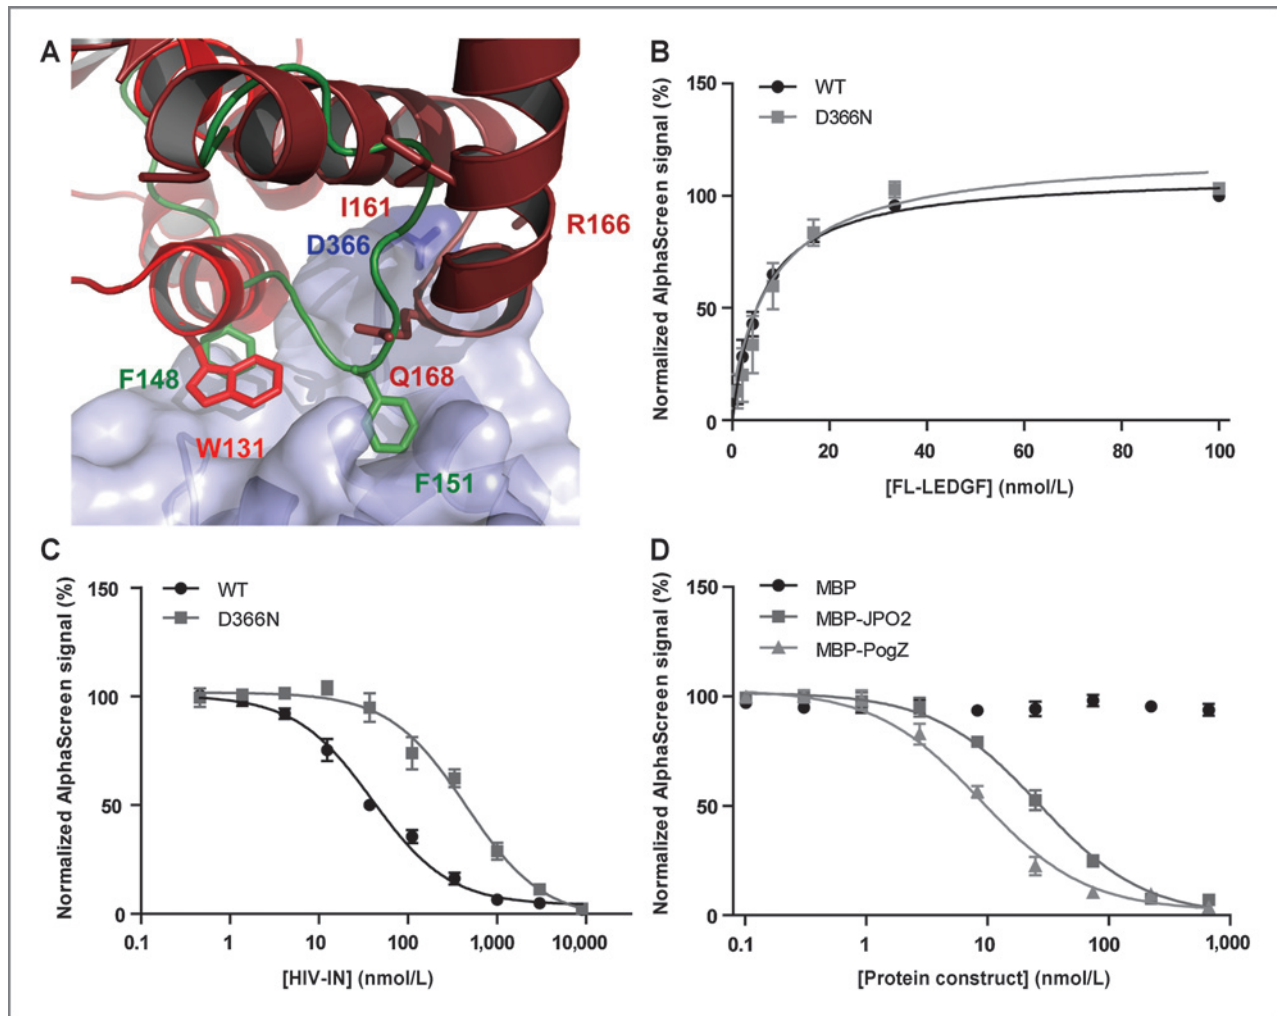 A
I161
D366
R166
F148
Q168
W131
F151
B
Normalized AlphaScreen signal (%)
150
100
50
0
WT
D366N
0
20
40
60
80
100
[FL-LEDGF] (nmol/L)
C
Normalized AlphaScreen signal (%)
150
100
50
0
WT
D366N
0.1
1
10
100
1,000
10,000
[HIV-IN] (nmol/L)
D
Normalized AlphaScreen signal (%)
150
100
50
0
MBP
MBP-JPO2
MBP-PogZ
0.1
1
10
100
1,000
[Protein construct] (nmol/L)